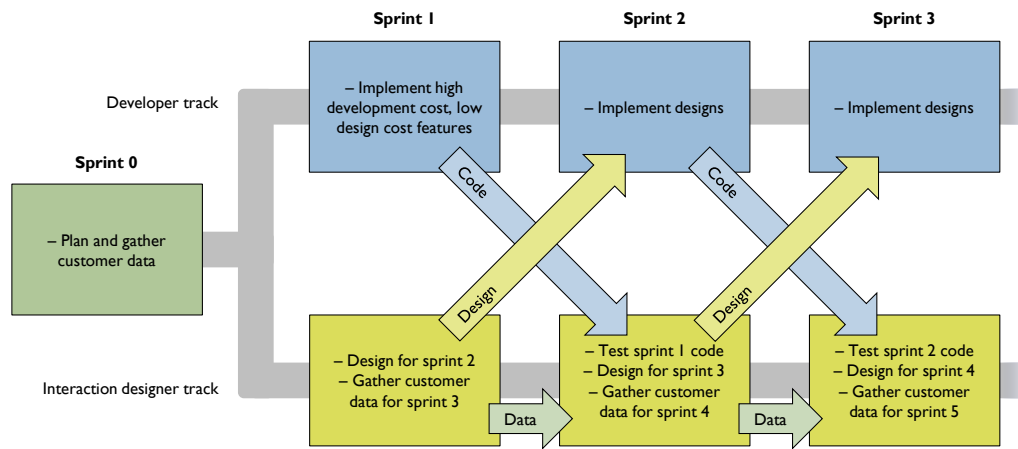 Sprint 1
Sprint 2
Sprint 3
Developer track
– Implement high
development cost, low
design cost features
– Implement designs
– Implement designs
Sprint 0
– Plan and gather
customer data
Code
Design
Code
Design
Interaction designer track
– Design for sprint 2
– Gather customer
data for sprint 3
Data
– Test sprint 1 code
– Design for sprint 3
– Gather customer
data for sprint 4
Data
– Test sprint 2 code
– Design for sprint 4
– Gather customer
data for sprint 5